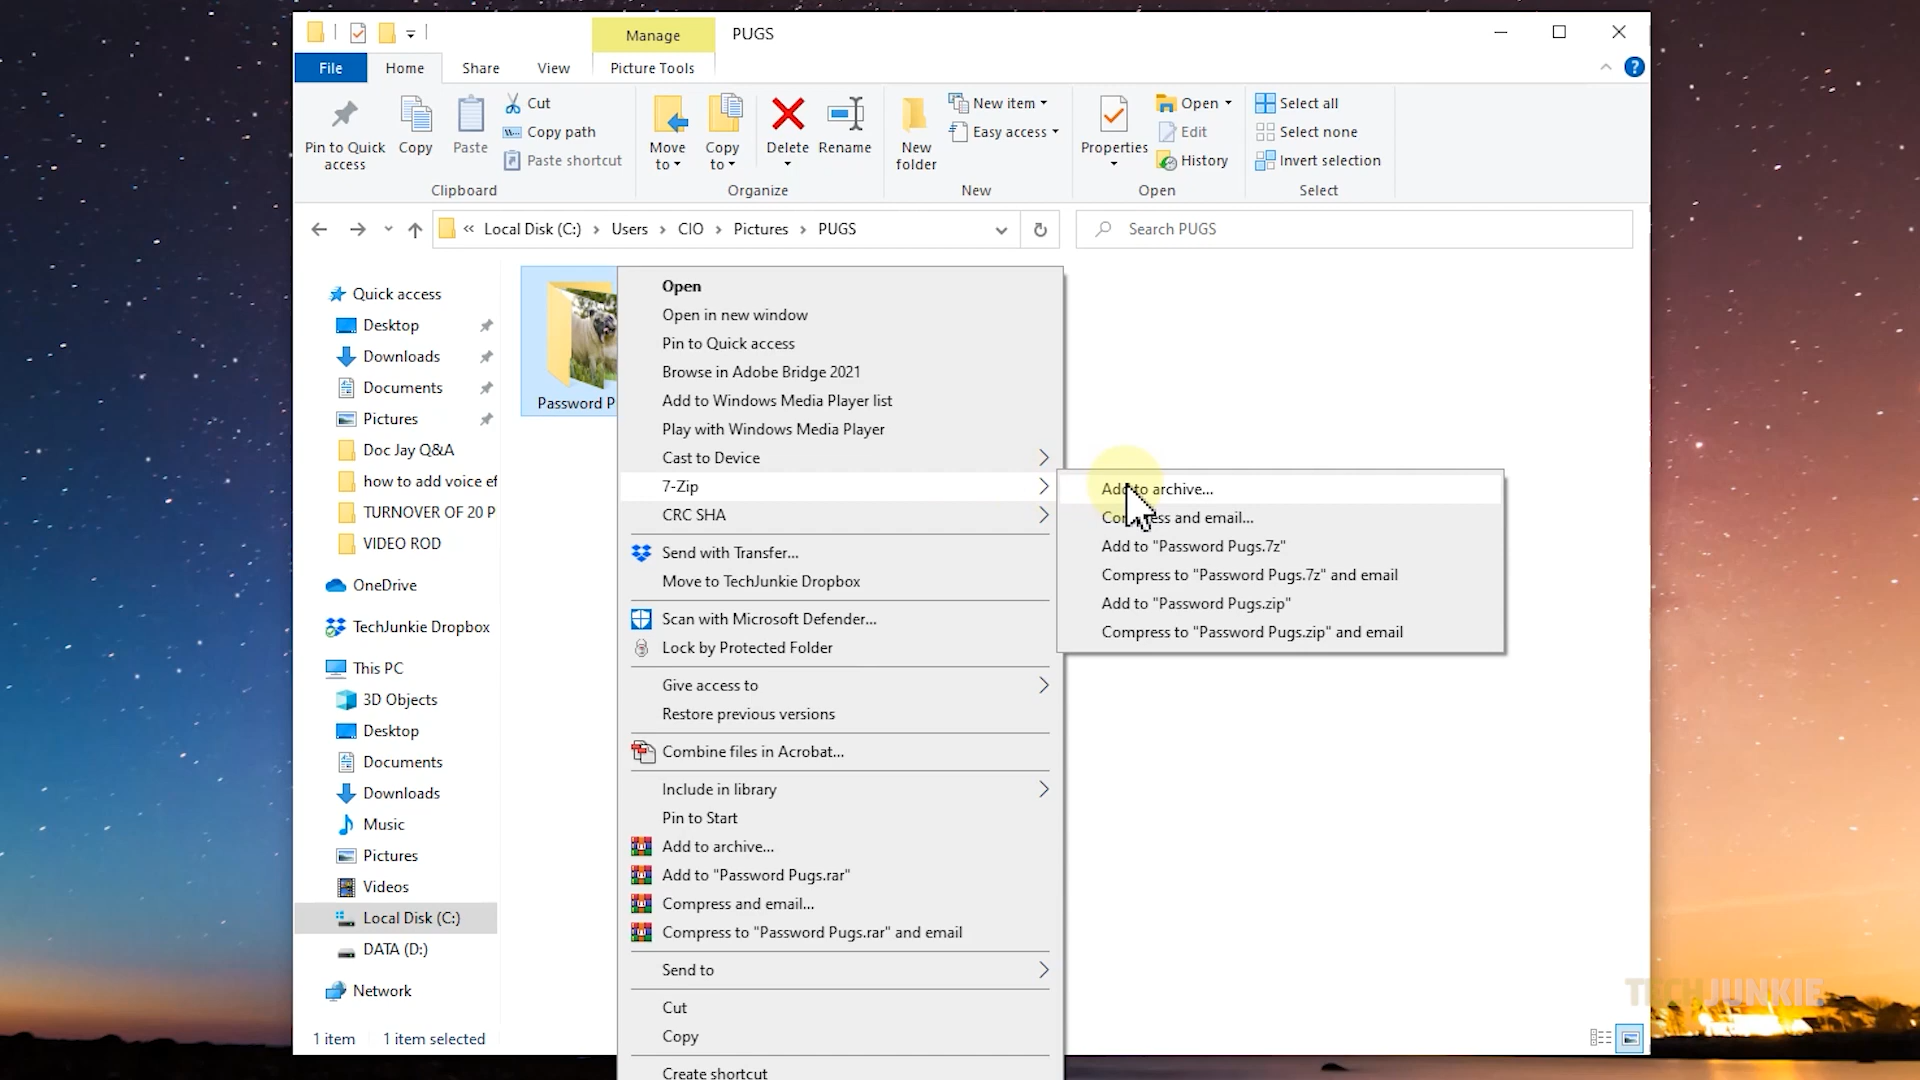 Manage
PUGS
File
Home
Share
View
Picture Tools
Pin to Quick access
Copy
Paste
Cut
Copy path
Paste shortcut
Clipboard
Move to
Copy to
Delete
Rename
Organize
New folder
New item
Easy access
New
Properties
Open
Edit
History
Open
Select all
Select none
Invert selection
Select
« Local Disk (C:) › Users › CIO › Pictures › PUGS
Search PUGS
Quick access
Desktop
Downloads
Documents
Pictures
Doc Jay Q&A
how to add voice ef
TURNOVER OF 20 P
VIDEO ROD
OneDrive
TechJunkie Dropbox
This PC
3D Objects
Desktop
Documents
Downloads
Music
Pictures
Videos
Local Disk (C:)
DATA (D:)
Network
Password P
Open
Open in new window
Pin to Quick access
Browse in Adobe Bridge 2021
Add to Windows Media Player list
Play with Windows Media Player
Cast to Device
7-Zip
CRC SHA
Send with Transfer...
Move to TechJunkie Dropbox
Scan with Microsoft Defender...
Lock by Protected Folder
Give access to
Restore previous versions
Combine files in Acrobat...
Include in library
Pin to Start
Add to archive...
Add to "Password Pugs.rar"
Compress and email...
Compress to "Password Pugs.rar" and email
Send to
Cut
Copy
Create shortcut
Add to archive...
Compress and email...
Add to "Password Pugs.7z"
Compress to "Password Pugs.7z" and email
Add to "Password Pugs.zip"
Compress to "Password Pugs.zip" and email
1 item
1 item selected
TECHJUNKIE